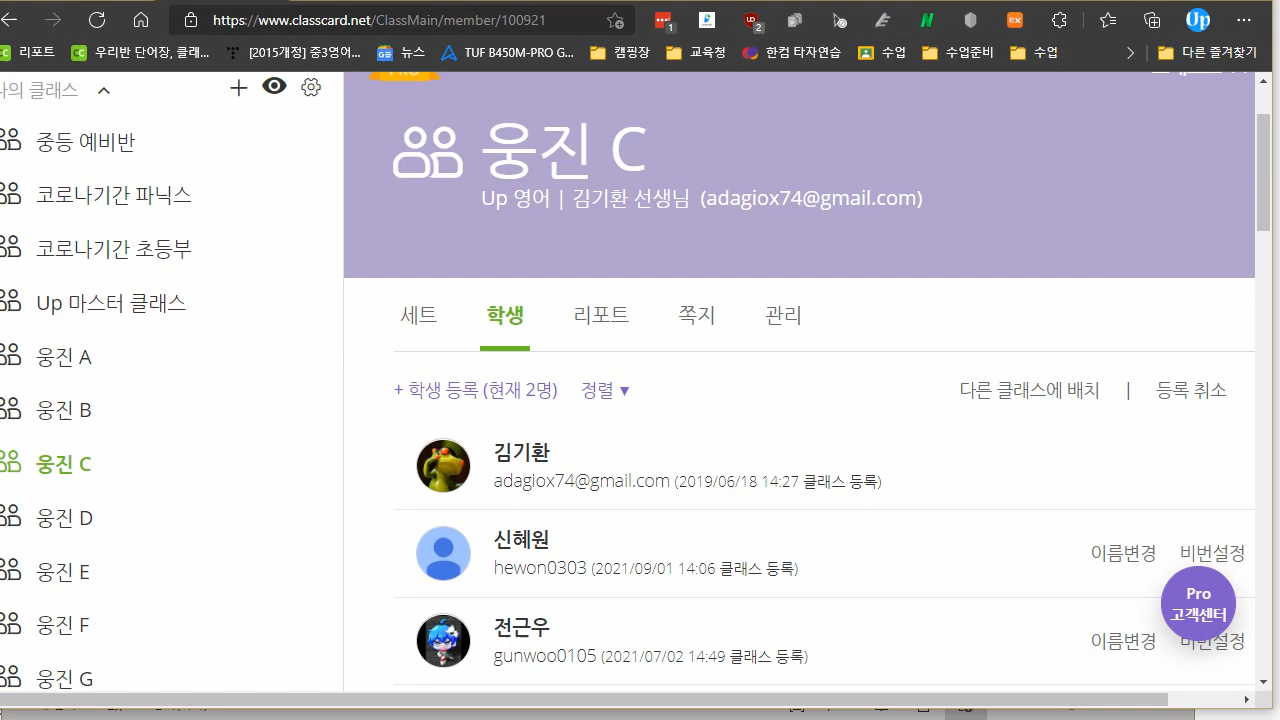 https://www.classcard.net/ClassMain/member/100921
1
UD
2
N
EX
Up
리포트
우리반 단어장, 클래...
[2015개정] 중3영어...
뉴스
TUF B450M-PRO G...
캠핑장
교육청
한컴 타자연습
수업
수업준비
수업
다른 즐겨찾기
나의 클래스
PRO
중등 예비반
코로나기간 파닉스
코로나기간 초등부
Up 마스터 클래스
웅진 A
웅진 B
웅진 C
웅진 D
웅진 E
웅진 F
웅진 G
웅진 C
Up 영어 | 김기환 선생님 (adagiox74@gmail.com)
세트
학생
리포트
쪽지
관리
+ 학생 등록 (현재 2명)
정렬 ▼
다른 클래스에 배치 | 등록 취소
김기환
adagiox74@gmail.com (2019/06/18 14:27 클래스 등록)
신혜원
hewon0303 (2021/09/01 14:06 클래스 등록)
이름변경
비번설정
전근우
gunwoo0105 (2021/07/02 14:49 클래스 등록)
이름변경
비번설정
Pro
고객센터